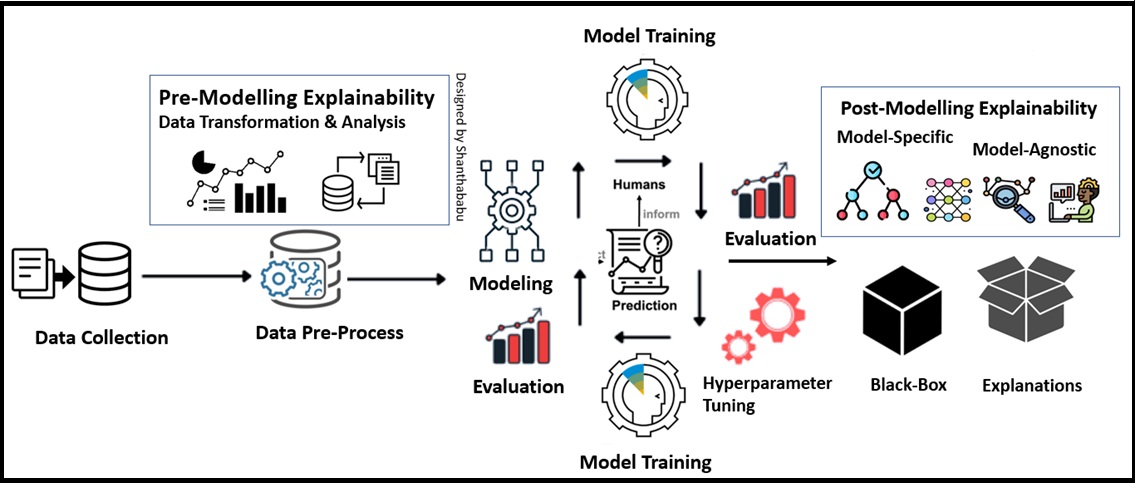 Model Training
Pre-Modelling Explainability
Data Transformation & Analysis
Designed by Shanthababu
Post-Modelling Explainability
Model-Specific
Model-Agnostic
Humans
inform
Evaluation
Modeling
Prediction
Data Collection
Data Pre-Process
Evaluation
Hyperparameter
Tuning
Black-Box
Explanations
Model Training